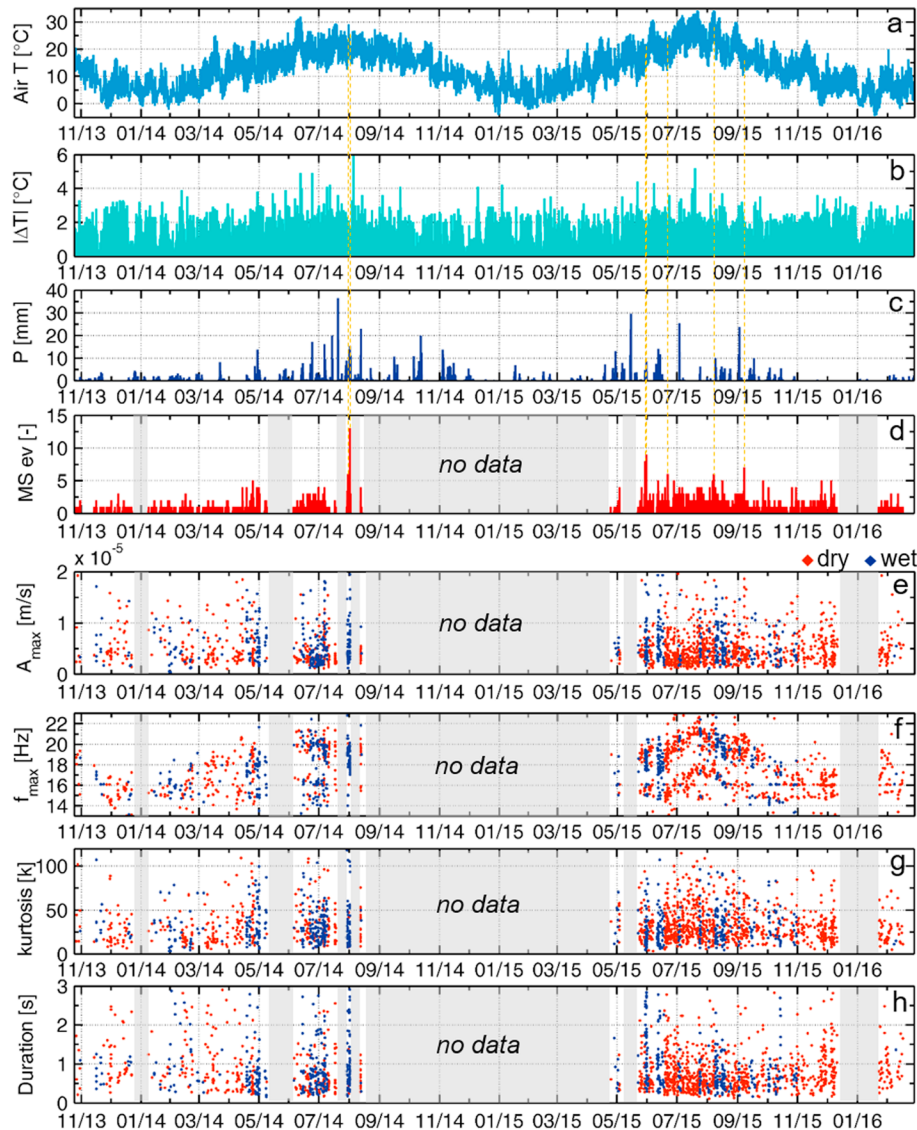 a
Air T [°C]
30
20
10
0
11/13 01/14 03/14 05/14 07/14 09/14 11/14 01/15 03/15 05/15 07/15 09/15 11/15 01/16
b
|ΔT| [°C]
6
4
2
0
11/13 01/14 03/14 05/14 07/14 09/14 11/14 01/15 03/15 05/15 07/15 09/15 11/15 01/16
c
P [mm]
40
30
20
10
0
11/13 01/14 03/14 05/14 07/14 09/14 11/14 01/15 03/15 05/15 07/15 09/15 11/15 01/16
d
MS ev [-]
15
10
5
0
no data
11/13 01/14 03/14 05/14 07/14 09/14 11/14 01/15 03/15 05/15 07/15 09/15 11/15 01/16
x 10-5
dry wet
e
Amax [m/s]
2
1
0
no data
11/13 01/14 03/14 05/14 07/14 09/14 11/14 01/15 03/15 05/15 07/15 09/15 11/15 01/16
f
fmax [Hz]
22
20
18
16
14
no data
11/13 01/14 03/14 05/14 07/14 09/14 11/14 01/15 03/15 05/15 07/15 09/15 11/15 01/16
g
kurtosis [k]
100
50
0
no data
11/13 01/14 03/14 05/14 07/14 09/14 11/14 01/15 03/15 05/15 07/15 09/15 11/15 01/16
h
Duration [s]
3
2
1
0
no data
11/13 01/14 03/14 05/14 07/14 09/14 11/14 01/15 03/15 05/15 07/15 09/15 11/15 01/16